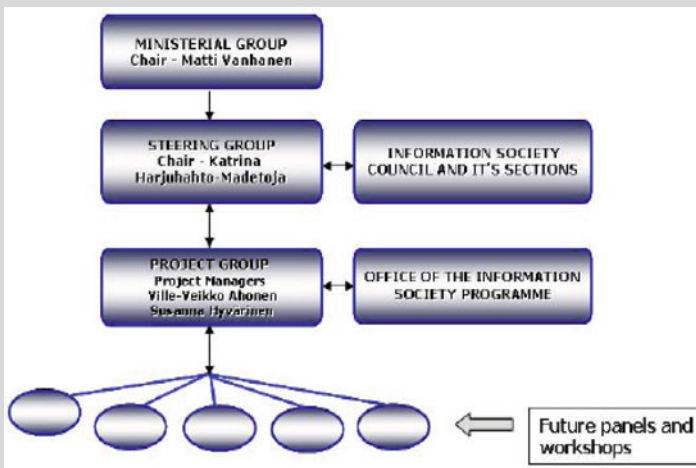 MINISTERIAL GROUP
Chair - Matti Vanhanen
STEERING GROUP
Chair - Katrina
Harjuhahto-Madetoja
INFORMATION SOCIETY
COUNCIL AND IT'S SECTIONS
PROJECT GROUP
Project Managers
Ville-Veikko Ahonen
Susanna Hyvarinen
OFFICE OF THE INFORMATION
SOCIETY PROGRAMME
Future panels and
workshops